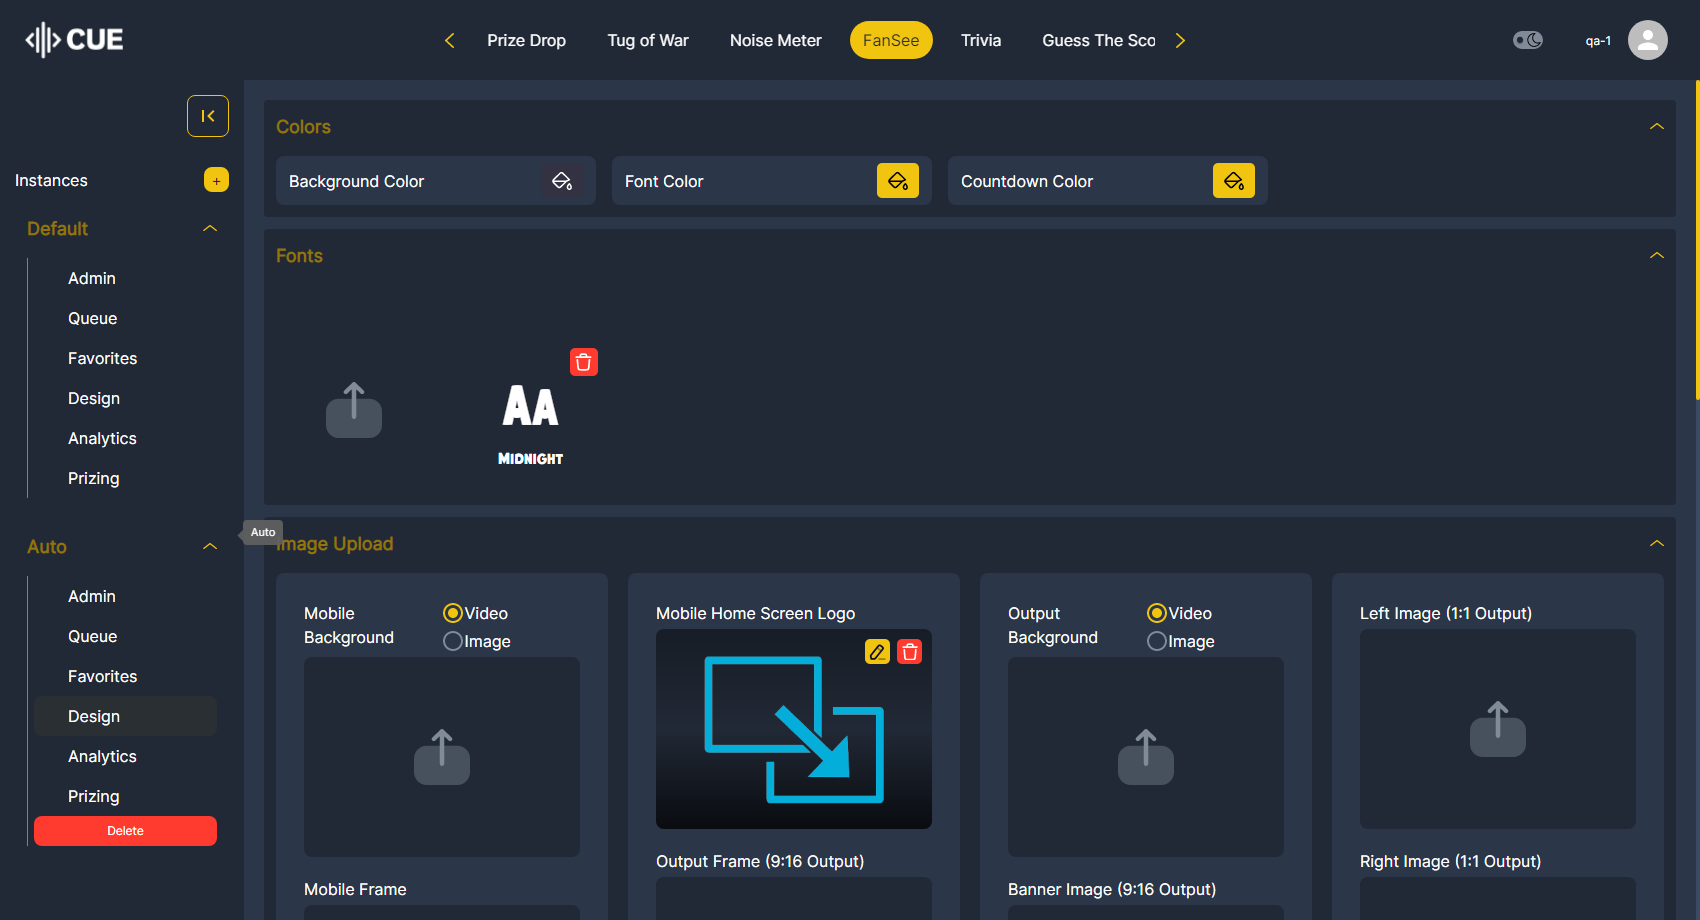 CUE
Prize Drop
Tug of War
Noise Meter
FanSee
Trivia
Guess The Sco
qa-1
Instances
+
Default
Admin
Queue
Favorites
Design
Analytics
Prizing
Auto
Admin
Queue
Favorites
Design
Analytics
Prizing
Delete
Auto
Colors
Background Color
Font Color
Countdown Color
Fonts
AA
MIDNIGHT
Image Upload
Mobile
Background
Video
Image
Mobile Frame
Mobile Home Screen Logo
Output Frame (9:16 Output)
Output
Background
Video
Image
Banner Image (9:16 Output)
Left Image (1:1 Output)
Right Image (1:1 Output)